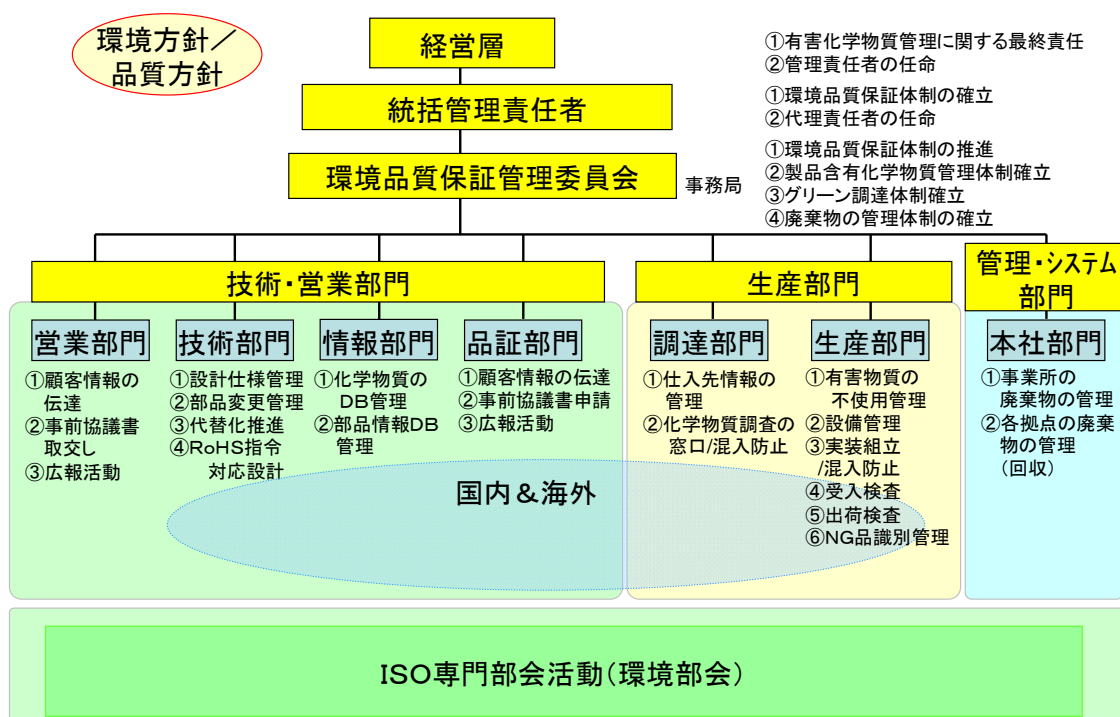 環境方針／
品質方針
経営層
①有害化学物質管理に関する最終責任
②管理責任者の任命
統括管理責任者
①環境品質保証体制の確立
②代理責任者の任命
環境品質保証管理委員会
事務局
①環境品質保証体制の推進
②製品含有化学物質管理体制確立
③グリーン調達体制確立
④廃棄物の管理体制の確立
技術・営業部門
生産部門
管理・システム
部門
営業部門
①顧客情報の
伝達
②事前協議書
取交し
③広報活動
技術部門
①設計仕様管理
②部品変更管理
③代替化推進
④RoHS指令
対応設計
情報部門
①化学物質の
DB管理
②部品情報DB
管理
品証部門
①顧客情報の伝達
②事前協議書申請
③広報活動
調達部門
①仕入先情報の
管理
②化学物質調査の
窓口/混入防止
生産部門
①有害物質の
不使用管理
②設備管理
③実装組立
/混入防止
④受入検査
⑤出荷検査
⑥NG品識別管理
本社部門
①事業所の
廃棄物の管理
②各拠点の廃棄
物の管理
（回収）
国内＆海外
ISO専門部会活動（環境部会）